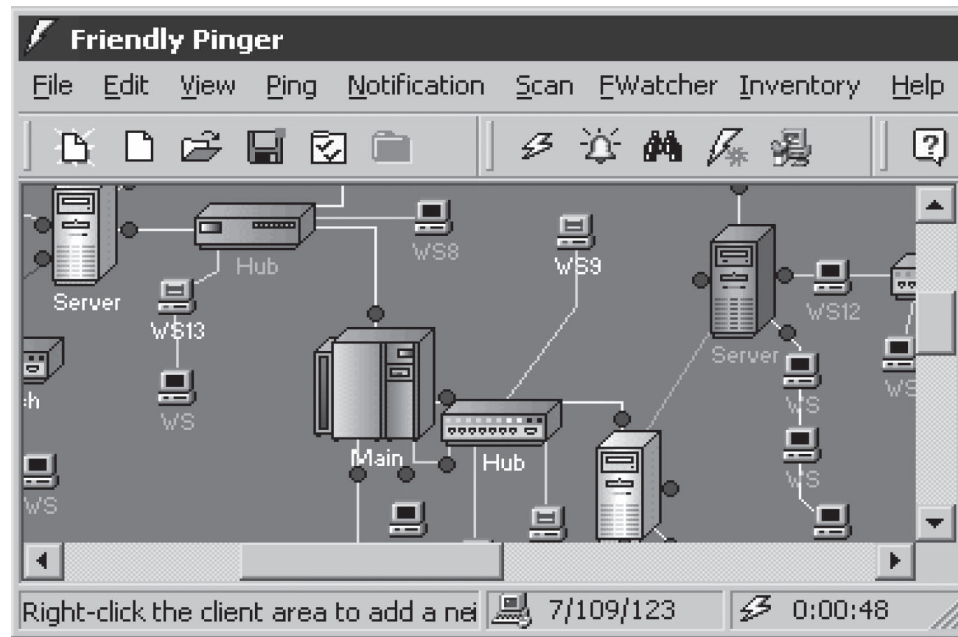 Friendly Pinger
File Edit View Ping Notification Scan FWatcher Inventory Help
WS8
Hub
WS9
Server
WS13
WS12
Server
WS
WS
WS
Main
Hub
WS
WS
Right-click the client area to add a
7/109/123
0:00:48